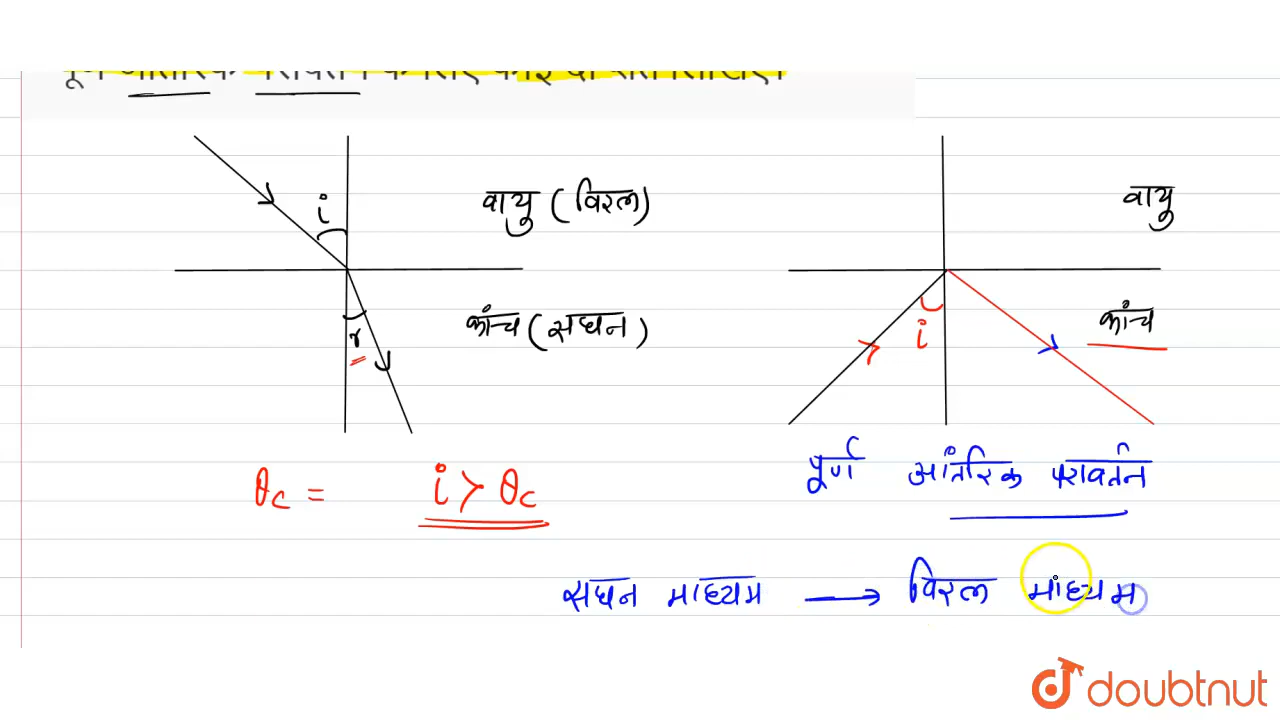 i
वायु (विरल)
वायु
कांच (सघन)
कांच
r
i
पूर्ण आंतरिक परावर्तन
θc = i > θc
सघन माध्यम → विरल माध्यम
doubtnut